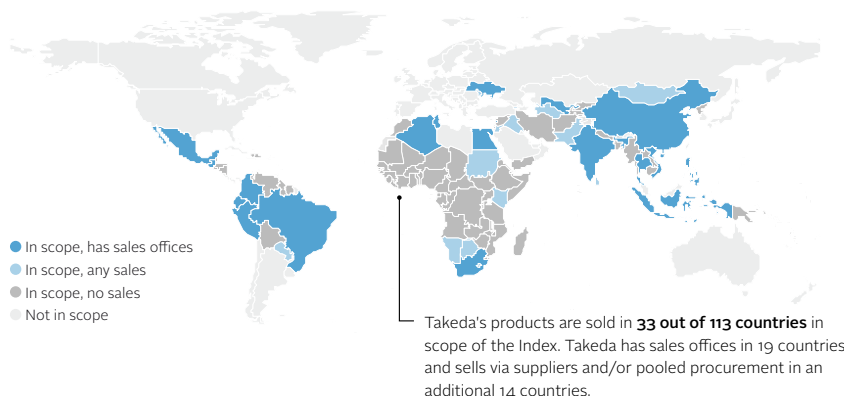 In scope, has sales offices
In scope, any sales
In scope, no sales
Not in scope
Takeda's products are sold in 33 out of 113 countries in
scope of the Index. Takeda has sales offices in 19 countries
and sells via suppliers and/or pooled procurement in an
additional 14 countries.